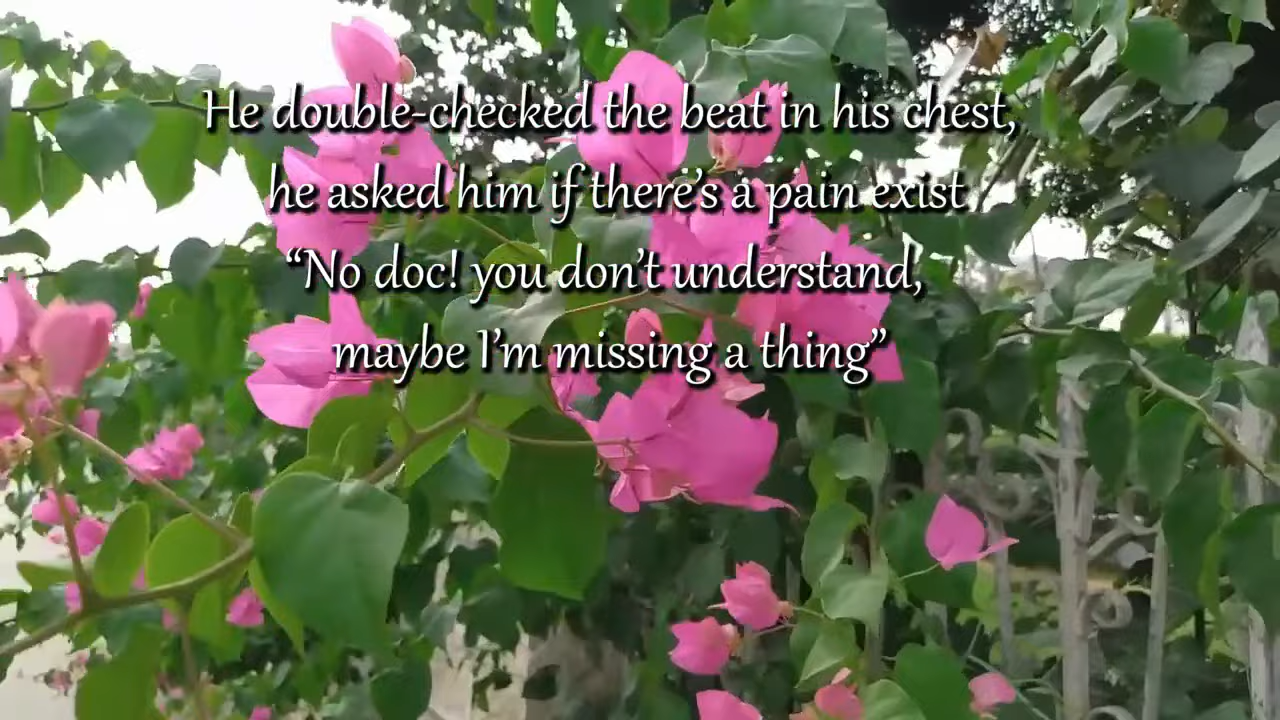 He double-checked the beat in his chest,
he asked him if there's a pain exist
“No doc! you don't understand,
maybe I'm missing a thing”